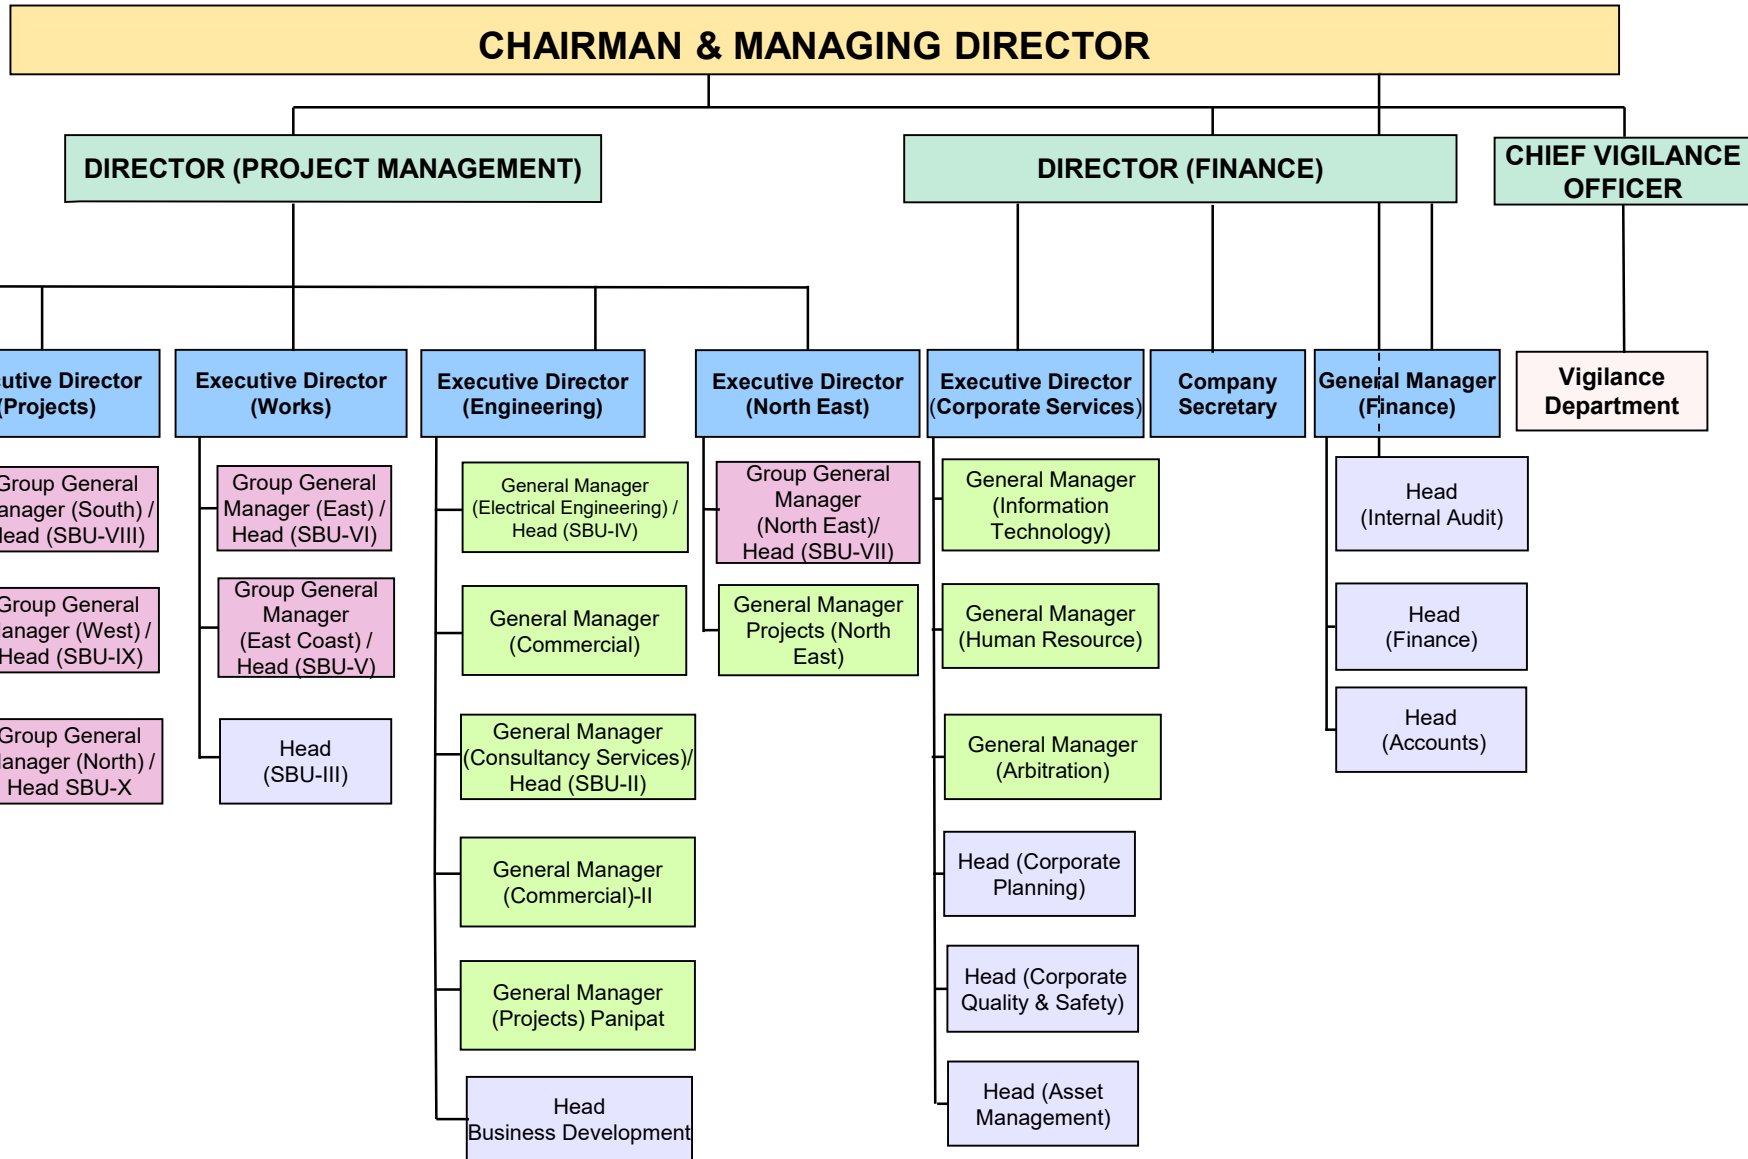 CHAIRMAN & MANAGING DIRECTOR
DIRECTOR (PROJECT MANAGEMENT)
DIRECTOR (FINANCE)
CHIEF VIGILANCE
OFFICER
Director
(Projects)
Executive Director
(Works)
Executive Director
(Engineering)
Executive Director
(North East)
Executive Director
(Corporate Services)
Company
Secretary
General Manager
(Finance)
Vigilance
Department
Group General
(South) /
(SBU-VIII)
Group General
(West) /
Head (SBU-IX)
Group General
(North) /
Head SBU-X
Group General
Manager (East) /
Head (SBU-VI)
Group General
Manager
(East Coast) /
Head (SBU-V)
Head
(SBU-III)
General Manager
(Electrical Engineering) /
Head (SBU-IV)
General Manager
(Commercial)
General Manager
(Consultancy Services)/
Head (SBU-II)
General Manager
(Commercial)-II
General Manager
(Projects) Panipat
Head
Business Development
Group General
Manager
(North East)/
Head (SBU-VII)
General Manager
Projects (North
East)
General Manager
(Information
Technology)
General Manager
(Human Resource)
General Manager
(Arbitration)
Head (Corporate
Planning)
Head (Corporate
Quality & Safety)
Head (Asset
Management)
Head
(Internal Audit)
Head
(Finance)
Head
(Accounts)